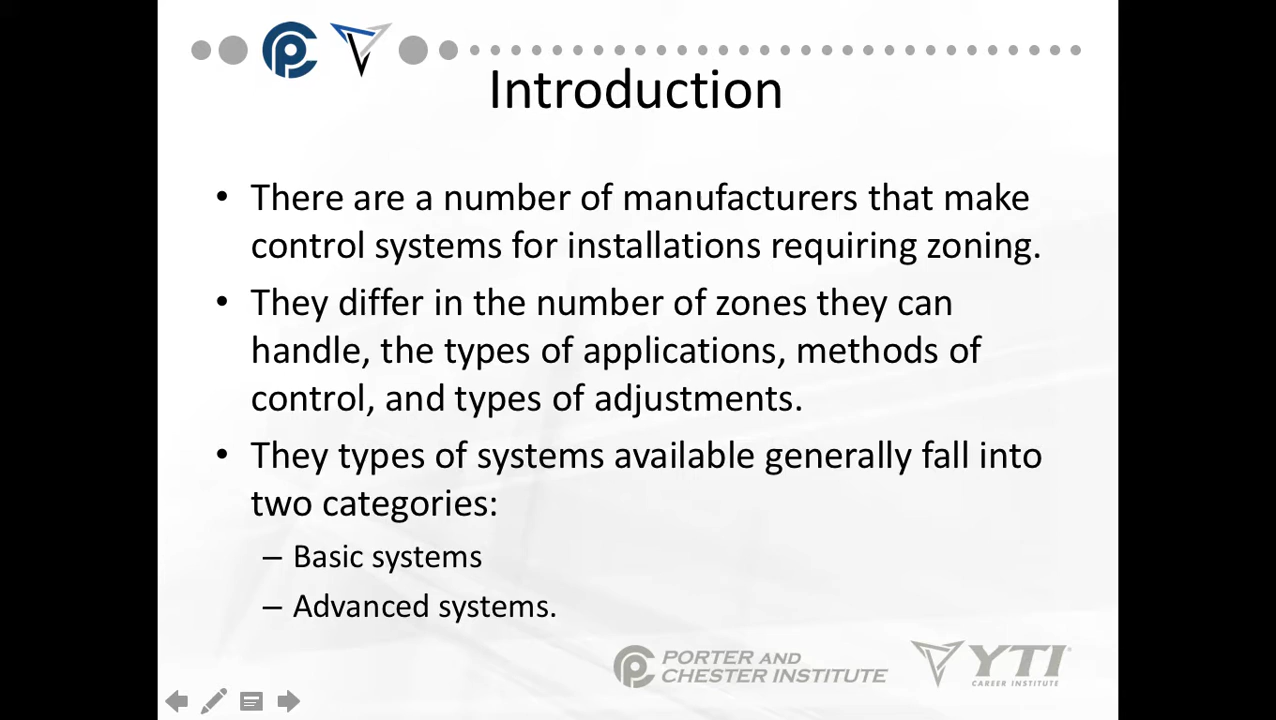 Introduction
• There are a number of manufacturers that make
control systems for installations requiring zoning.
• They differ in the number of zones they can
handle, the types of applications, methods of
control, and types of adjustments.
• They types of systems available generally fall into
two categories:
– Basic systems
– Advanced systems.
PORTER AND
CHESTER INSTITUTE
YTI
CAREER INSTITUTE